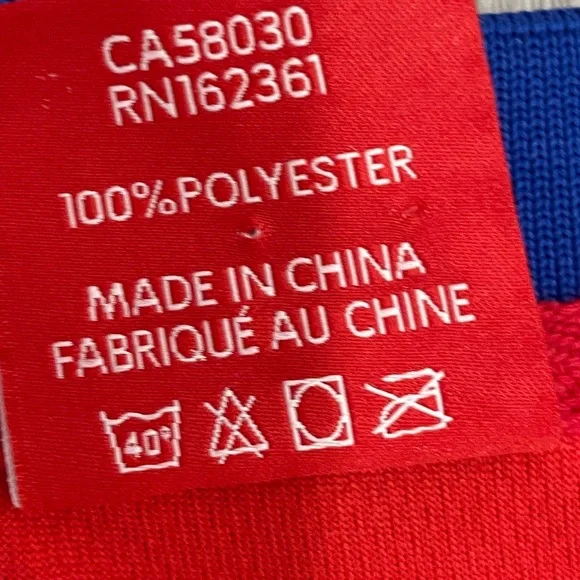 CA58030
RN162361
100%POLYESTER
MADE IN CHINA
FABRIQUÉ AU CHINE
40°